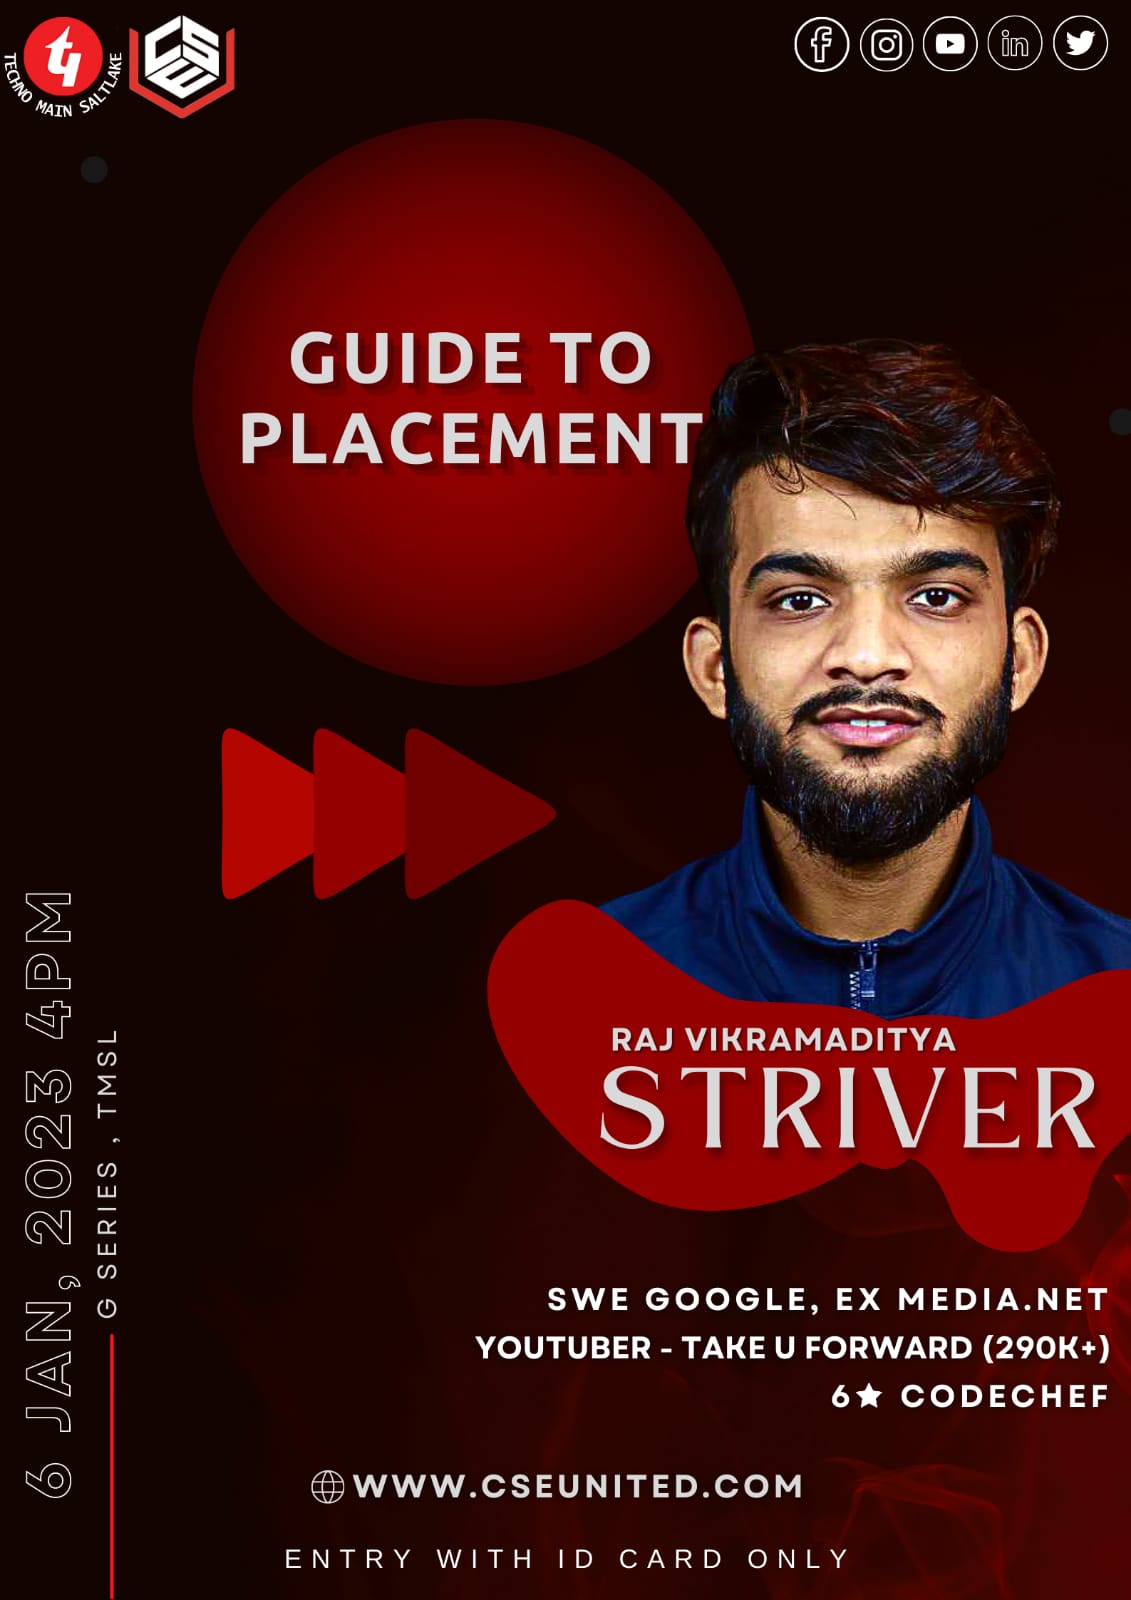 TECHNO MAIN SALTLAKE
CSE
GUIDE TO
PLACEMENT
RAJ VIKRAMADITYA
STRIVER
6 JAN, 2023 4PM
G SERIES , TMSL
SWE GOOGLE, EX MEDIA.NET
YOUTUBER - TAKE U FORWARD (290K+)
6★ CODECHEF
WWW.CSEUNITED.COM
ENTRY WITH ID CARD ONLY